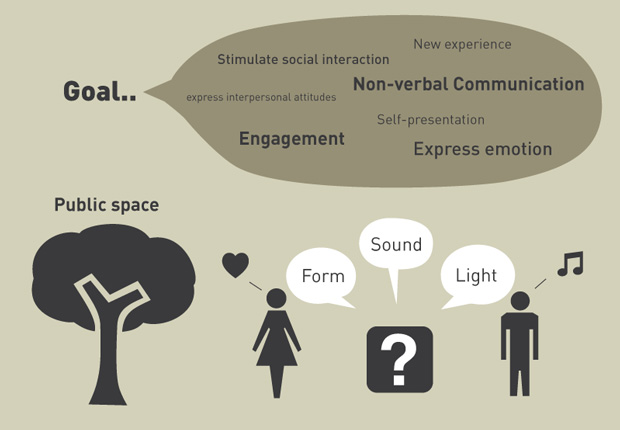 Goal..
New experience
Stimulate social interaction
Non-verbal Communication
express interpersonal attitudes
Self-presentation
Engagement
Express emotion
Public space
Sound
Form
Light
?